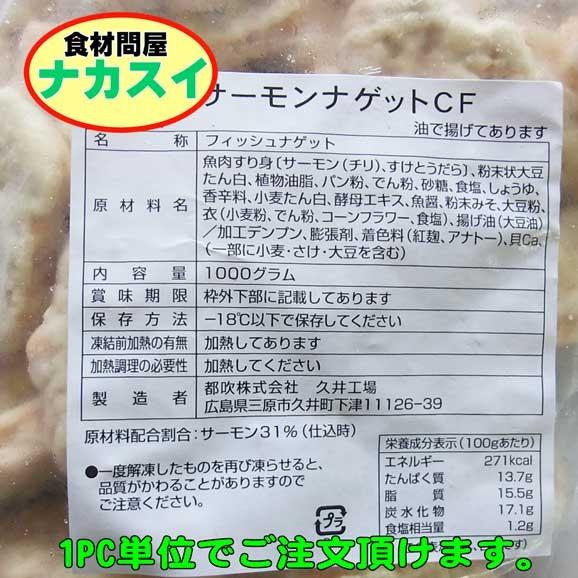 食材問屋
ナカスイ
サーモンナゲットCF
油で揚げてあります
名称 フィッシュナゲット
原材料名 魚肉すり身〔サーモン(チリ)、すけとうだら〕、粉末状大豆
たん白、植物油脂、パン粉、でん粉、砂糖、食塩、しょうゆ、
香辛料、小麦たん白、酵母エキス、魚醤、粉末みそ、大豆粉、
衣(小麦粉、でん粉、コーンフラワー、食塩)、揚げ油(大豆油)
/加工デンプン、膨張剤、着色料(紅麹、アナトー)、貝Ca、
(一部に小麦・さけ・大豆を含む)
内容量 1000グラム
賞味期限 枠外下部に記載してあります
保存方法 −18℃以下で保存してください
凍結前加熱の有無 加熱してあります
加熱調理の必要性 加熱してください
製造者 都吹株式会社 久井工場
広島県三原市久井町下津11126-39
原材料配合割合:サーモン31%(仕込時)
●一度解凍したものを再び凍らせると、
品質がかわることがありますので
ご注意ください。
プラ
栄養成分表示(100gあたり)
エネルギー 271kcal
たんぱく質 13.7g
脂質 15.5g
炭水化物 17.1g
食塩相当量 1.2g
1PC単位でご注文頂けます。